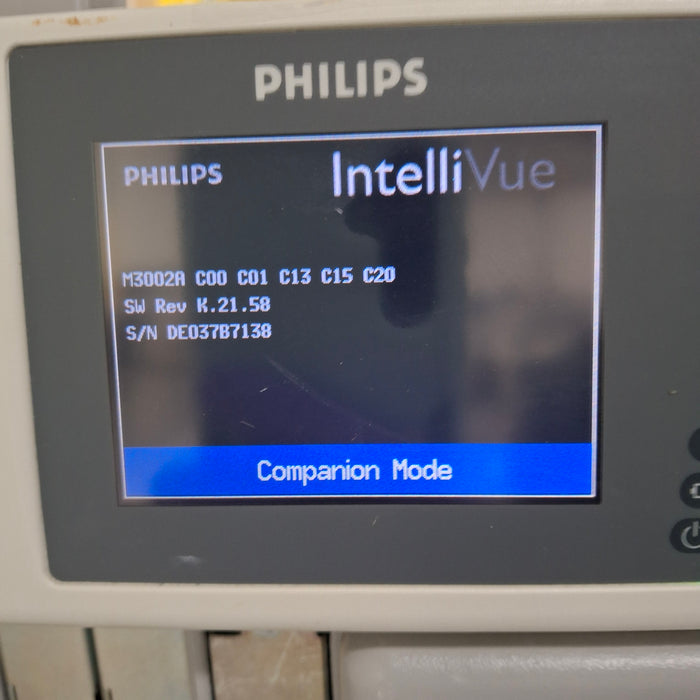 PHILIPS
PHILIPS IntelliVue
M3002A C00 C01 C13 C15 C20
SW Rev K.21.58
S/N DE037B7138
Companion Mode